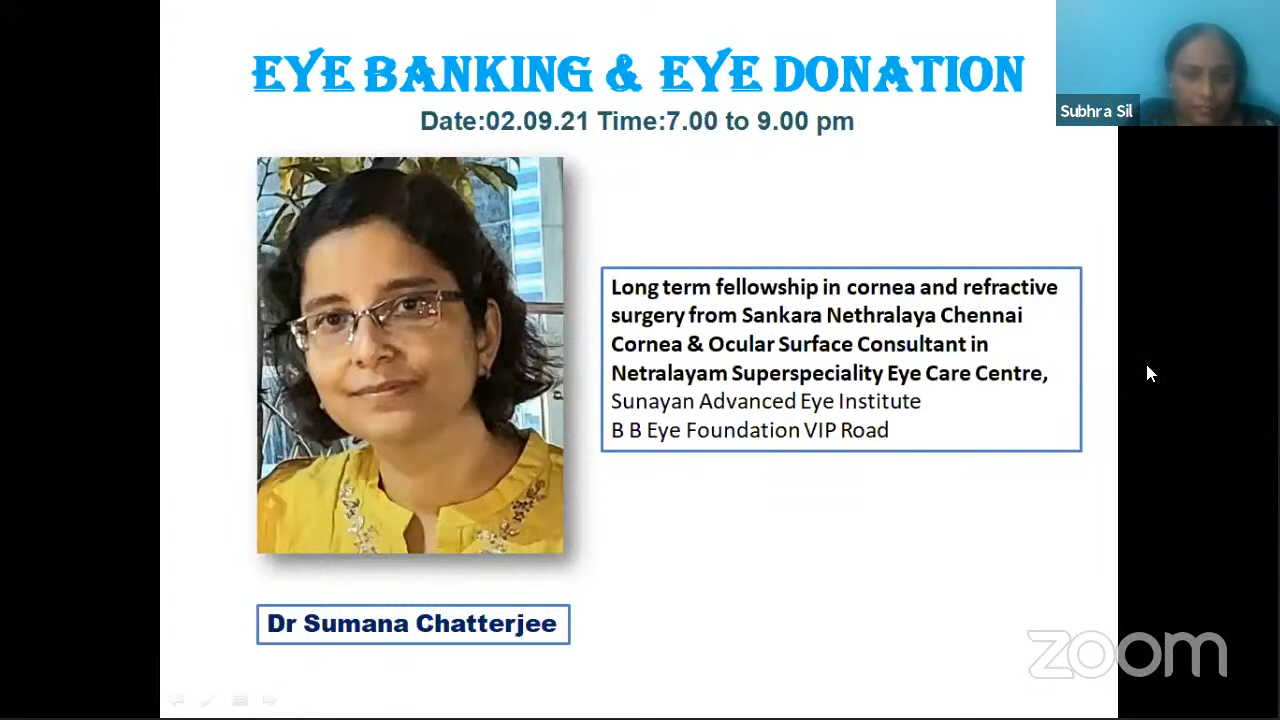 EYE BANKING & EYE DONATION
Date:02.09.21 Time:7.00 to 9.00 pm
Subhra Sil
Long term fellowship in cornea and refractive
surgery from Sankara Nethralaya Chennai
Cornea & Ocular Surface Consultant in
Netralayam Superspeciality Eye Care Centre,
Sunayan Advanced Eye Institute
B B Eye Foundation VIP Road
Dr Sumana Chatterjee
zoom